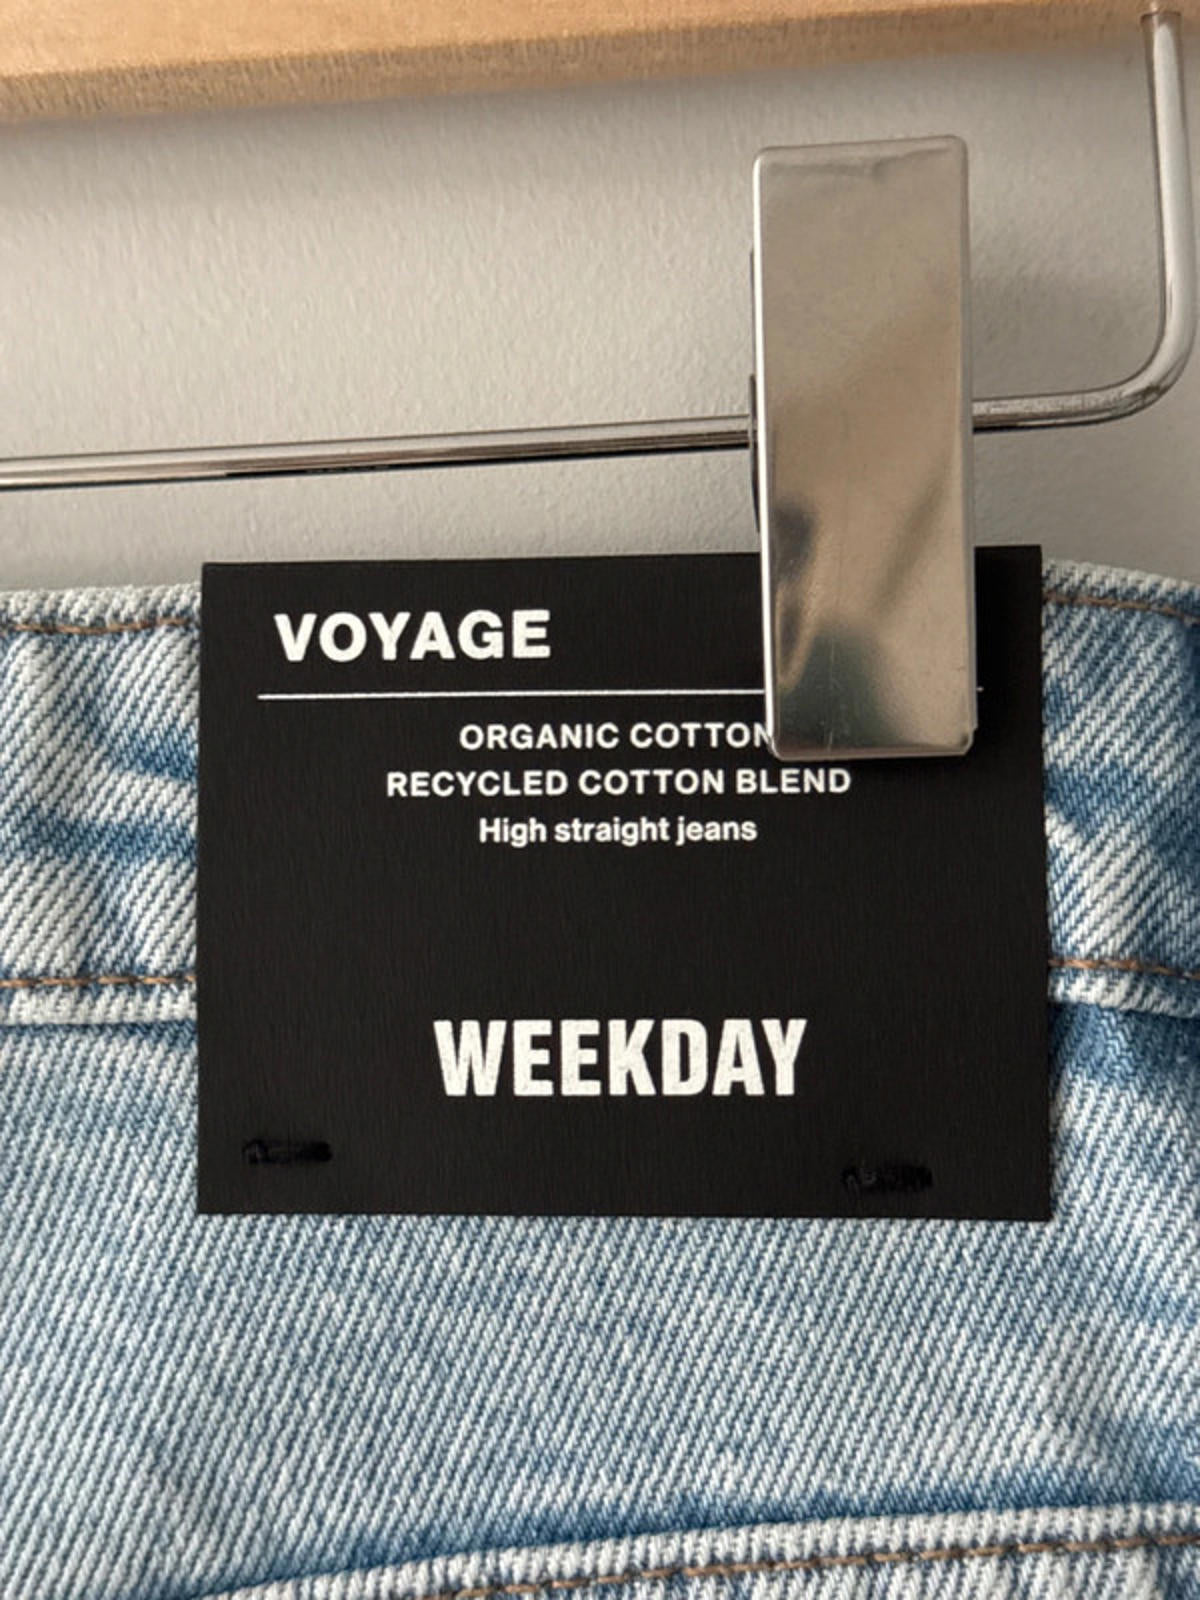 VOYAGE
ORGANIC COTTON
RECYCLED COTTON BLEND
High straight jeans
WEEKDAY